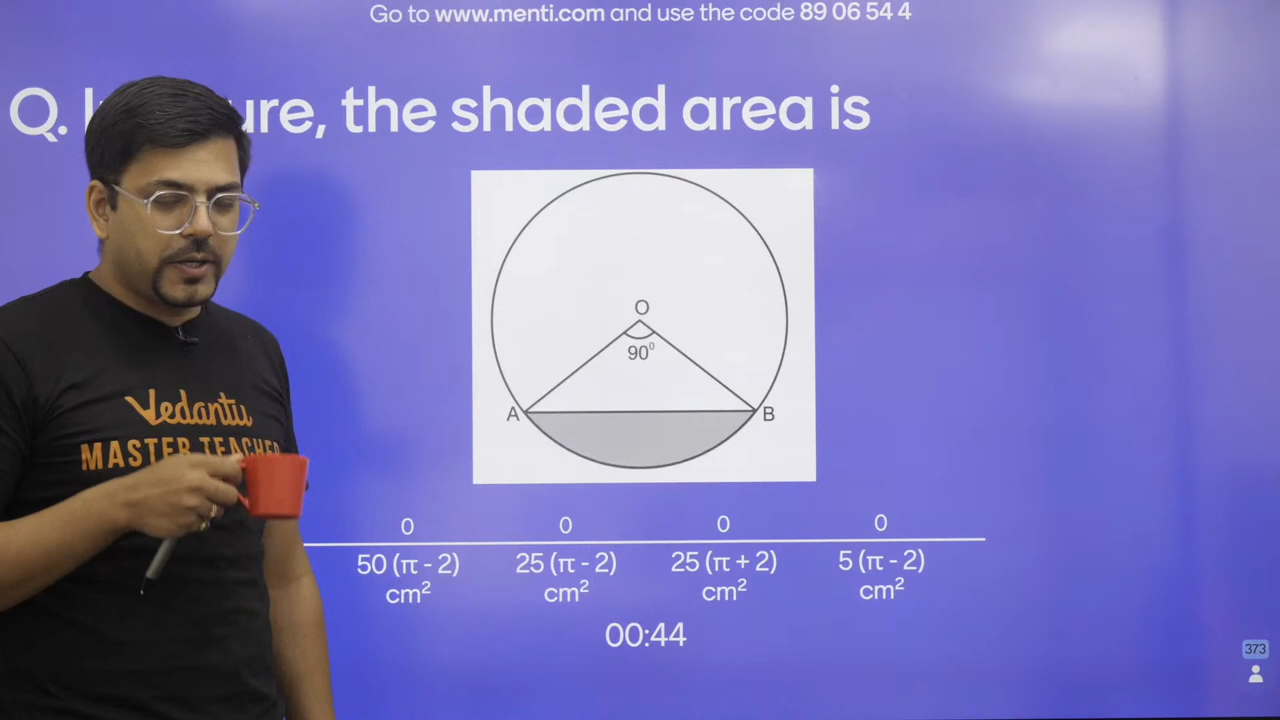 Go to www.menti.com and use the code 89 06 54 4
Q. ure, the shaded area is
O
90⁰
A
B
0 0 0 0
50 (π - 2) 25 (π - 2) 25 (π + 2) 5 (π - 2)
cm² cm² cm² cm²
00:44
373
Vedantu
MASTER TEACHER